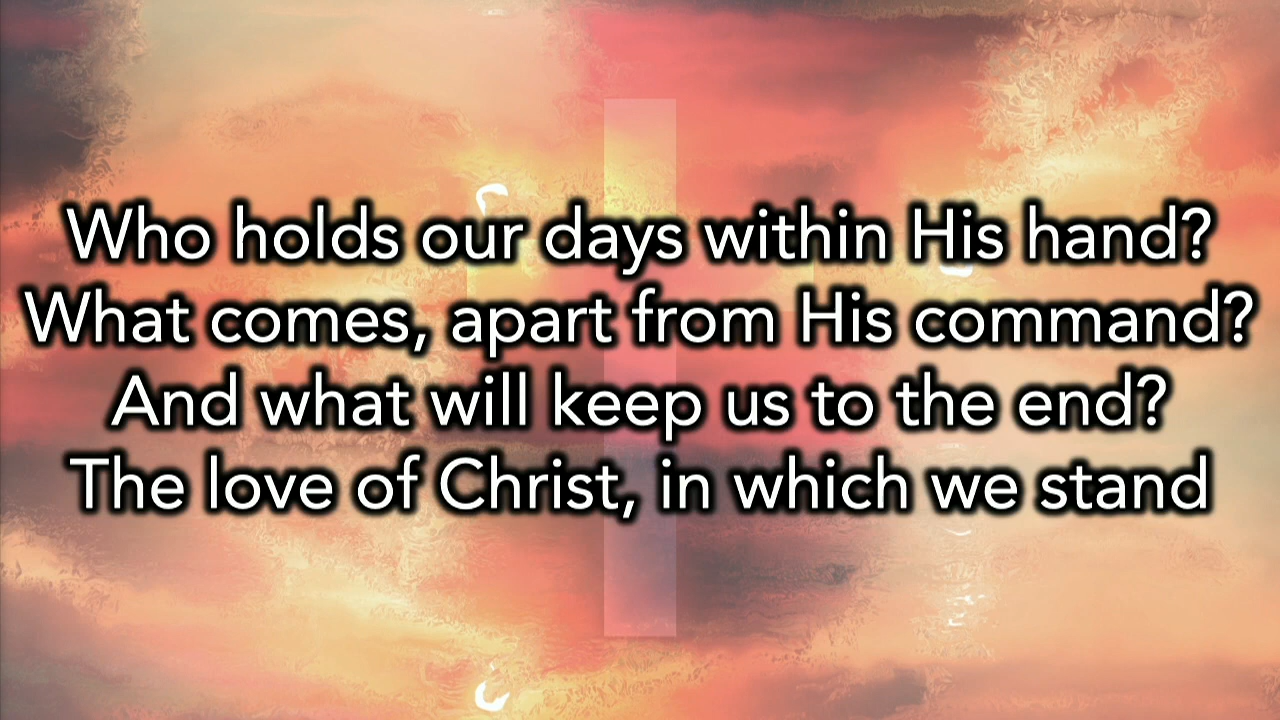 Who holds our days within His hand?
What comes, apart from His command?
And what will keep us to the end?
The love of Christ, in which we stand